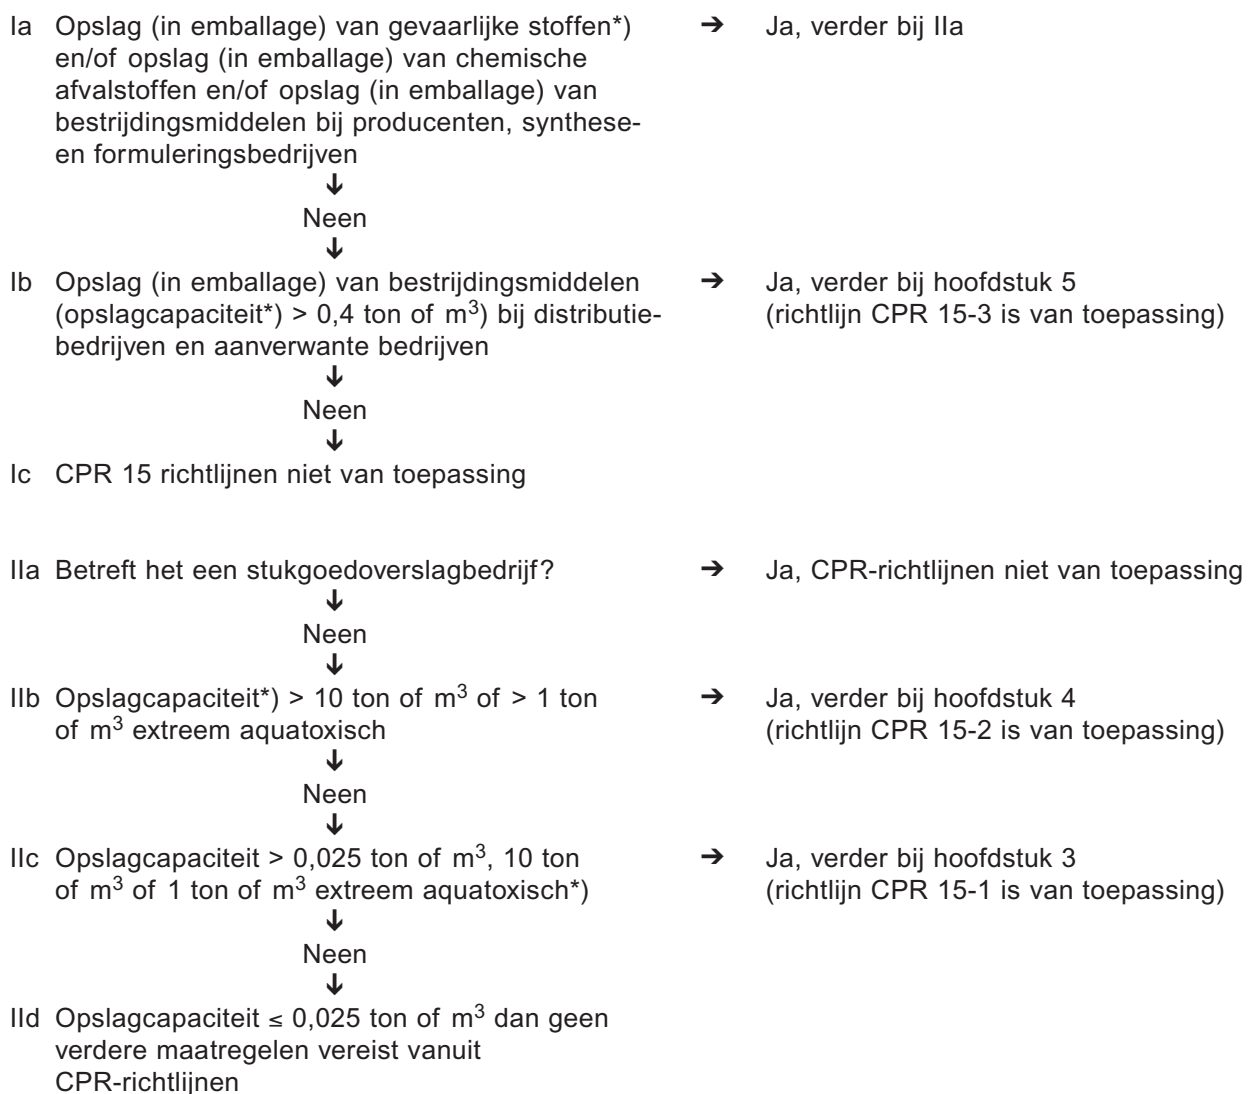 Ia Opslag (in emballage) van gevaarlijke stoffen*) ➔ Ja, verder bij IIa
en/of opslag (in emballage) van chemische
afvalstoffen en/of opslag (in emballage) van
bestrijdingsmiddelen bij producenten, synthese-
en formuleringsbedrijven
🡫
Neen
🡫
Ib Opslag (in emballage) van bestrijdingsmiddelen ➔ Ja, verder bij hoofdstuk 5
(opslagcapaciteit*) > 0,4 ton of m³) bij distributie- (richtlijn CPR 15-3 is van toepassing)
bedrijven en aanverwante bedrijven
🡫
Neen
🡫
Ic CPR 15 richtlijnen niet van toepassing
IIa Betreft het een stukgoedoverslagbedrijf? ➔ Ja, CPR-richtlijnen niet van toepassing
🡫
Neen
🡫
IIb Opslagcapaciteit*) > 10 ton of m³ of > 1 ton ➔ Ja, verder bij hoofdstuk 4
of m³ extreem aquatoxisch (richtlijn CPR 15-2 is van toepassing)
🡫
Neen
🡫
IIc Opslagcapaciteit > 0,025 ton of m³, 10 ton ➔ Ja, verder bij hoofdstuk 3
of m³ of 1 ton of m³ extreem aquatoxisch*) (richtlijn CPR 15-1 is van toepassing)
🡫
Neen
🡫
IId Opslagcapaciteit ≤ 0,025 ton of m³ dan geen
verdere maatregelen vereist vanuit
CPR-richtlijnen